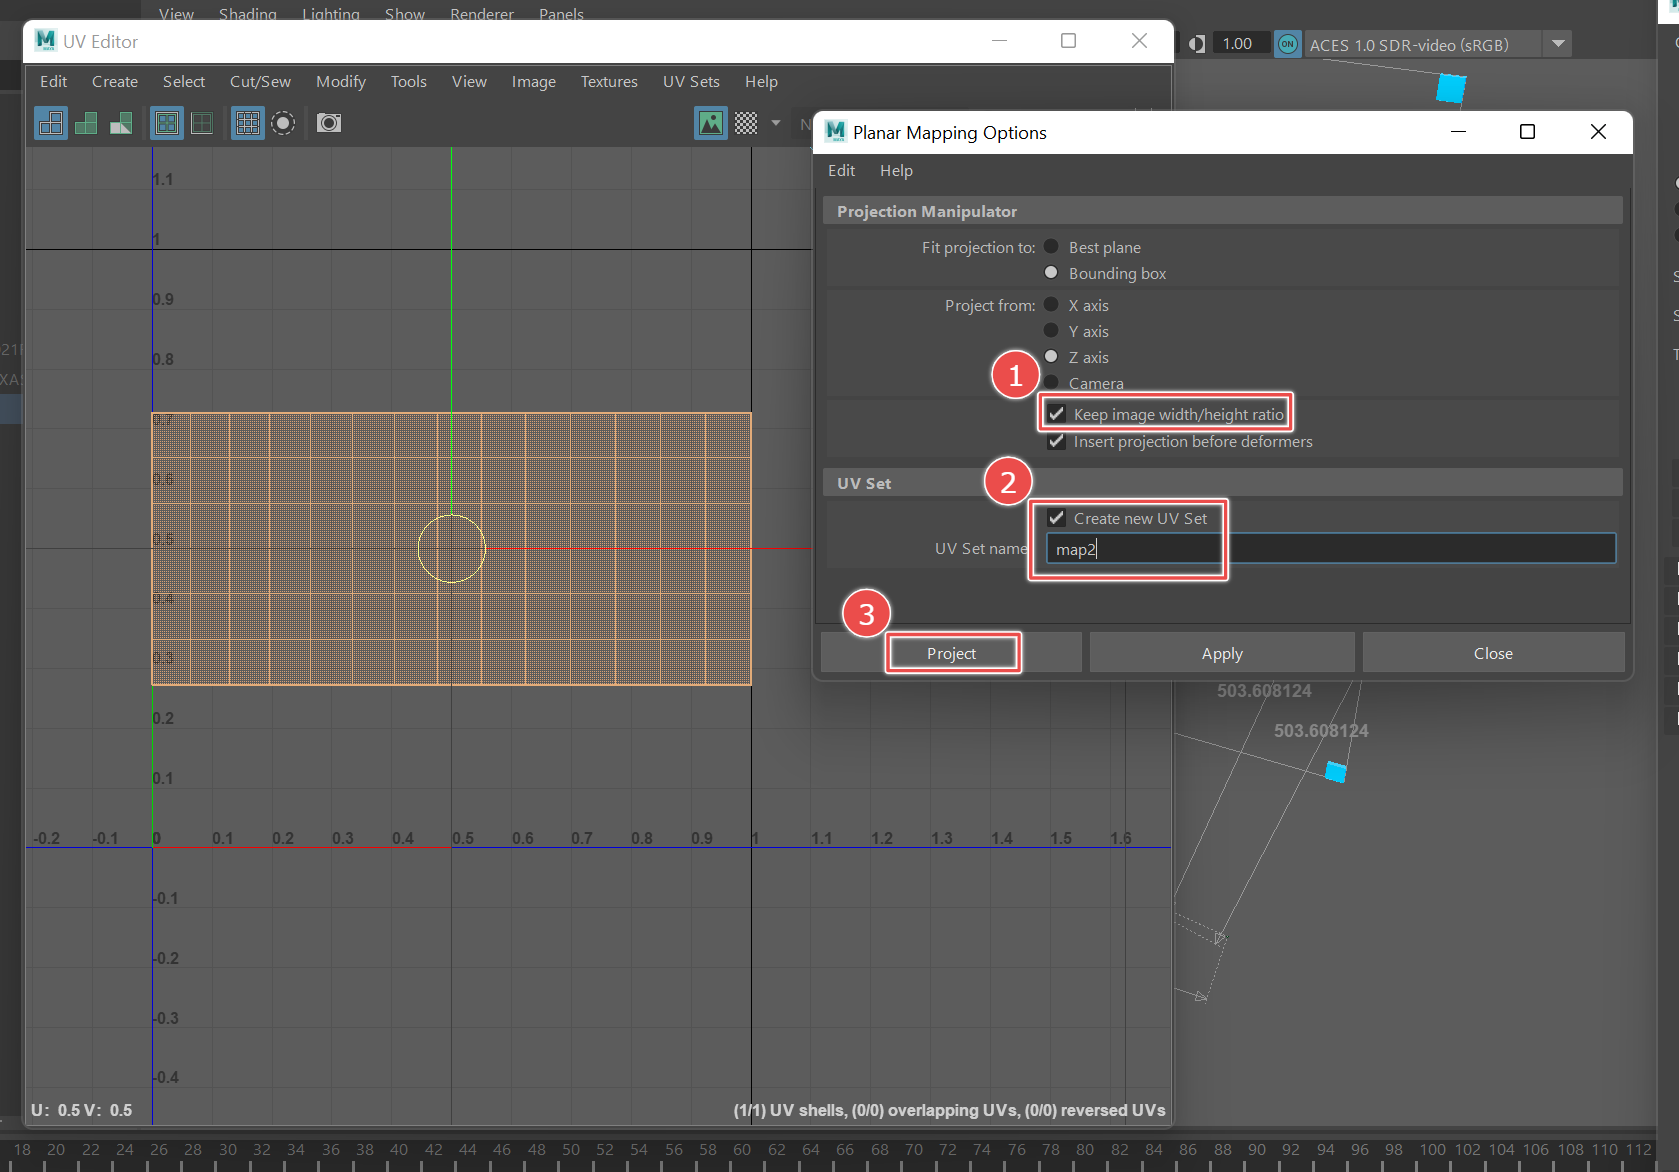 View Shading Lighting Show Renderer Panels
UV Editor
Edit Create Select Cut/Sew Modify Tools View Image Textures UV Sets Help
1.00 ON ACES 1.0 SDR-video (sRGB)
Planar Mapping Options
Edit Help
Projection Manipulator
Fit projection to: Best plane
Bounding box
Project from: X axis
Y axis
Z axis
1
Camera
Keep image width/height ratio
Insert projection before deformers
2
UV Set
Create new UV Set
UV Set name map2
3
Project Apply Close
503.608124
503.608124
1.1
1
0.9
0.8
0.7
0.6
0.5
0.4
0.3
0.2
0.1
-0.2 -0.1 0 0.1 0.2 0.3 0.4 0.5 0.6 0.7 0.8 0.9 1 1.1 1.2 1.3 1.4 1.5 1.6
-0.1
-0.2
-0.3
-0.4
U: 0.5 V: 0.5
(1/1) UV shells, (0/0) overlapping UVs, (0/0) reversed UVs
18 20 22 24 26 28 30 32 34 36 38 40 42 44 46 48 50 52 54 56 58 60 62 64 66 68 70 72 74 76 78 80 82 84 86 88 90 92 94 96 98 100 102 104 106 108 110 112